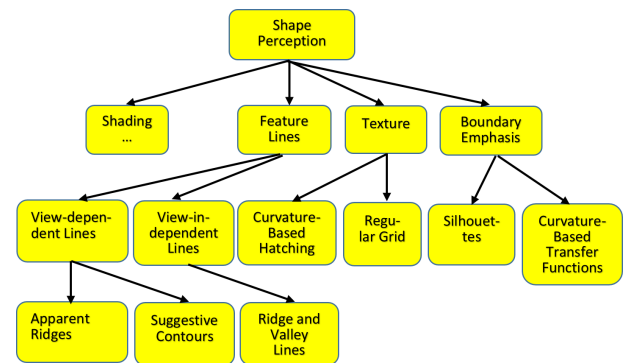 Shape
Perception
Shading
...
Feature
Lines
Texture
Boundary
Emphasis
View-depen-
dent Lines
View-in-
dependent
Lines
Curvature-
Based
Hatching
Regu-
lar Grid
Silhouet-
tes
Curvature-
Based
Transfer
Functions
Apparent
Ridges
Suggestive
Contours
Ridge and
Valley
Lines